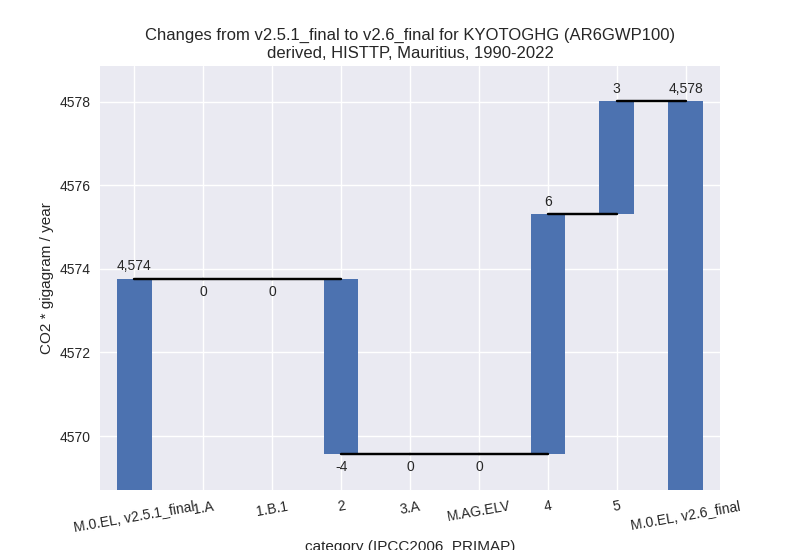 Changes from v2.5.1_final to v2.6_final for KYOTOGHG (AR6GWP100)
derived, HISTTP, Mauritius, 1990-2022
CO2 * gigagram / year
4578
4576
4574
4572
4570
4,574
0
0
-4
0
0
6
3
4,578
M.0.EL, v2.5.1_final
1.A
1.B.1
2
3.A
M.AG.ELV
4
5
M.0.EL, v2.6_final
category (IPCC2006_PRIMAP)